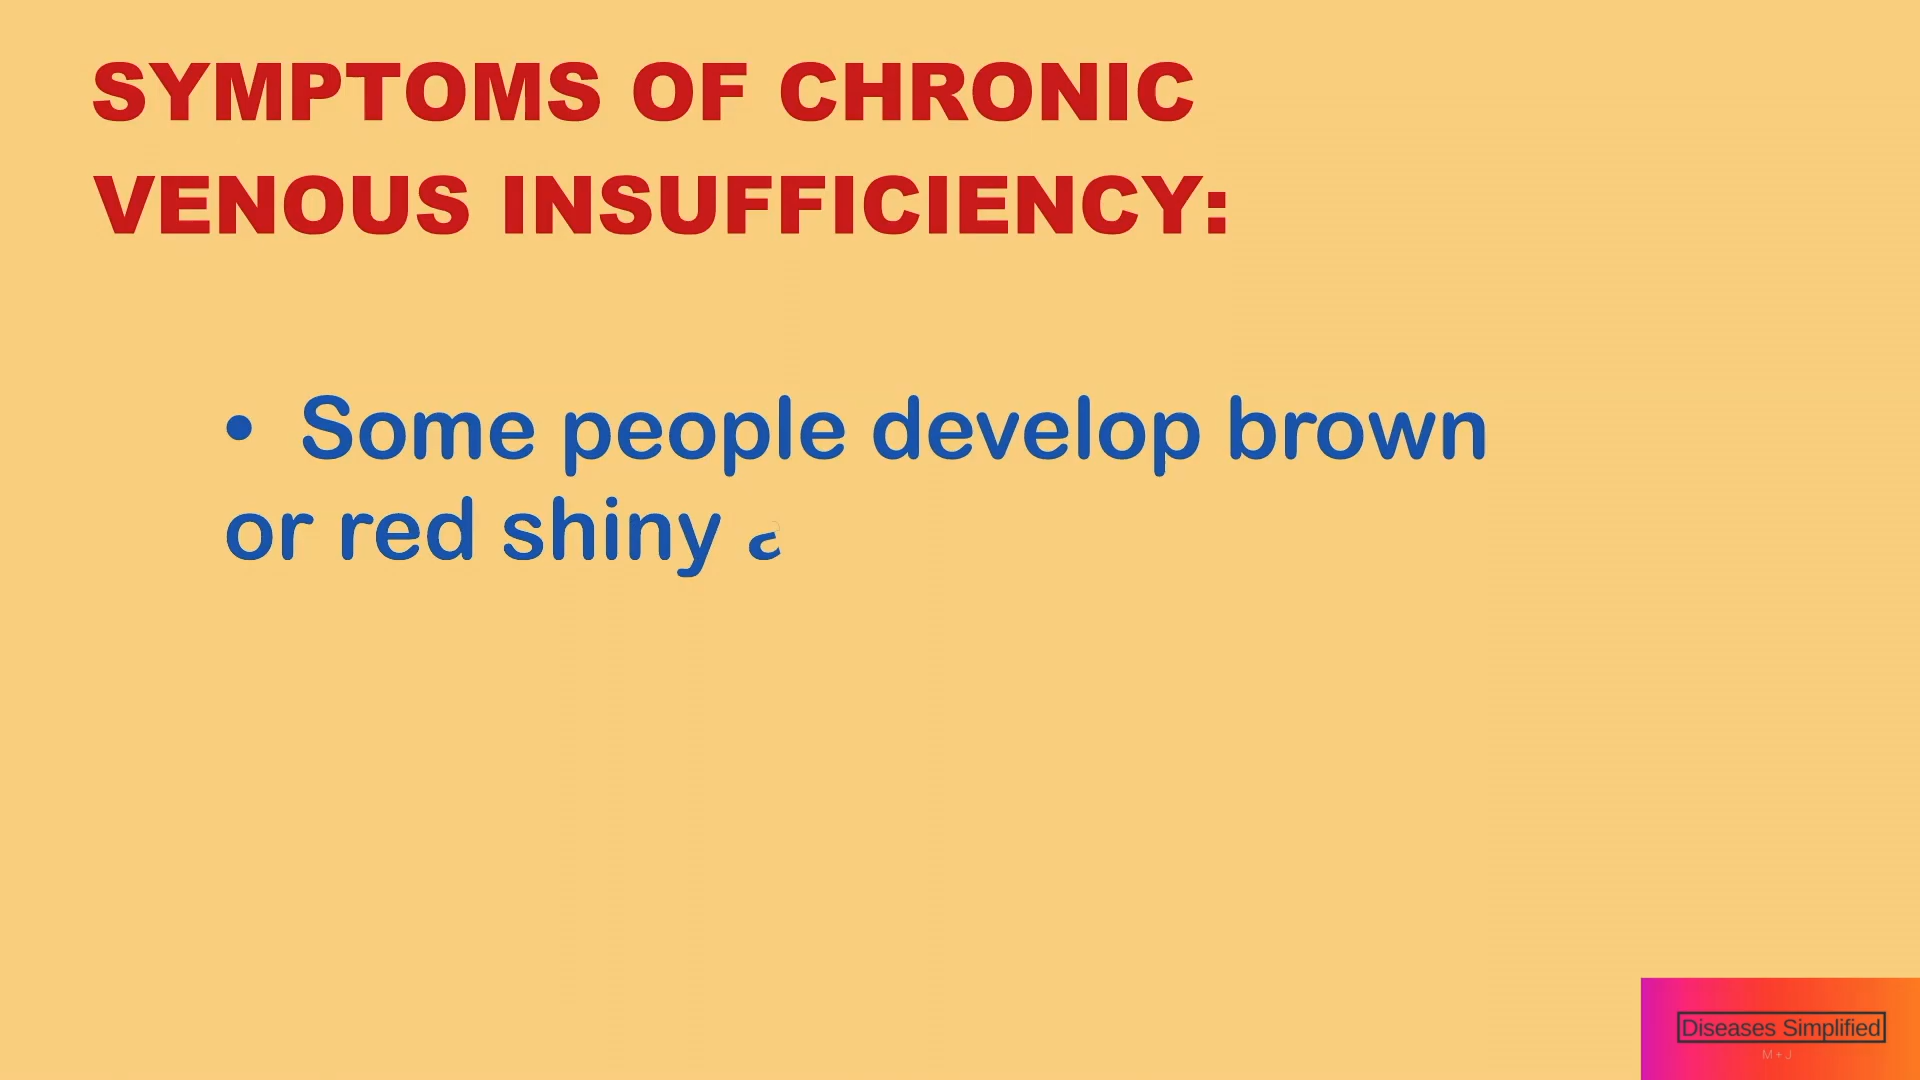 SYMPTOMS OF CHRONIC
VENOUS INSUFFICIENCY:
• Some people develop brown
or red shiny
Diseases Simplified
M + J